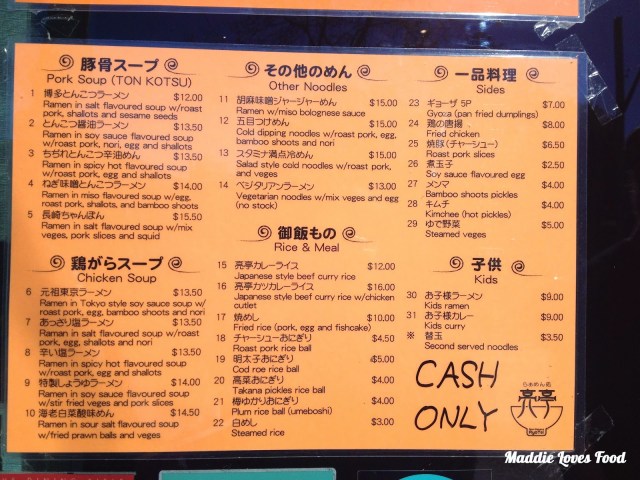 豚骨スープ
Pork Soup (TON KOTSU)
1 博多とんこつラーメン $12.00
Ramen in salt flavoured soup w/roast
pork, shallots and sesame seeds
2 とんこつ醤油ラーメン $13.50
Ramen in soy sauce flavoured soup
w/roast pork, nori, egg and shallots
3 ちぢれとんこつ辛油めん $13.50
Ramen in spicy hot flavoured soup
w/roast pork, egg and shallots
4 ねぎ味噌とんこつラーメン $14.00
Ramen in miso flavoured soup w/egg,
roast pork, shallots, and bamboo shoots
5 長崎ちゃんぽん $15.50
Ramen in salt flavoured soup w/mix
veges, pork slices and squid
鶏がらスープ
Chicken Soup
6 元祖東京ラーメン $13.50
Ramen in Tokyo style soy sauce soup w/
roast pork, egg, bamboo shoots and nori
7 あっさり塩ラーメン $13.50
Raman in salt flavoured soup w/roast
pork, egg, shallots and nori
8 辛い塩ラーメン $13.50
Ramen in spicy hot flavoured soup
w/roast pork, egg and shallots
9 特製しょうゆラーメン $14.00
Ramen in soy sauce flavoured soup
w/stir fried veges and pork slices
10 海老白菜酸味めん $14.50
Ramen in sour salt flavoured soup
w/fried prawn balls and veges
その他のめん
Other Noodles
11 胡麻味噌ジャージャーめん $15.00
Ramen w/miso bolognese sauce
12 五目つけめん $15.00
Cold dipping noodles w/roast pork, egg,
bamboo shoots and nori
13 スタミナ満点冷めん $15.00
Salad style cold noodles w/roast pork,
and veges
14 ベジタリアンラーメン $13.00
Vegetarian noodles w/mix veges and egg
(no stock)
御飯もの
Rice & Meal
15 亮亭カレーライス $12.00
Japanese style beef curry rice
16 亮亭カツカレーライス $16.00
Japanese style beef curry rice w/chicken
cutlet
17 焼めし $10.00
Fried rice (pork, egg and fishcake)
18 チャーシューおにぎり $4.50
Roast pork rice ball
19 明太子おにぎり $5.00
Cod roe rice ball
20 高菜おにぎり $4.00
Takana pickles rice ball
21 梅ゆかりおにぎり $4.00
Plum rice ball (umeboshi)
22 白めし $3.00
Steamed rice
一品料理
Sides
23 ギョーザ 5P $7.00
Gyoza (pan fried dumplings)
24 鶏の唐揚 $8.00
Fried chicken
25 焼豚(チャーシュー) $6.50
Roast pork slices
26 煮玉子 $2.50
Soy sauce flavoured egg
27 メンマ $4.00
Bamboo shoots pickles
28 キムチ $4.00
Kimchee (hot pickles)
29 ゆで野菜 $5.00
Steamed veges
子供
Kids
30 お子様ラーメン $9.00
Kids ramen
31 お子様カレー $9.00
Kids curry
※ 替玉 $3.50
Second served noodles
CASH
ONLY
らぁめん処
亮亭
Ryotei
Maddie Loves Food